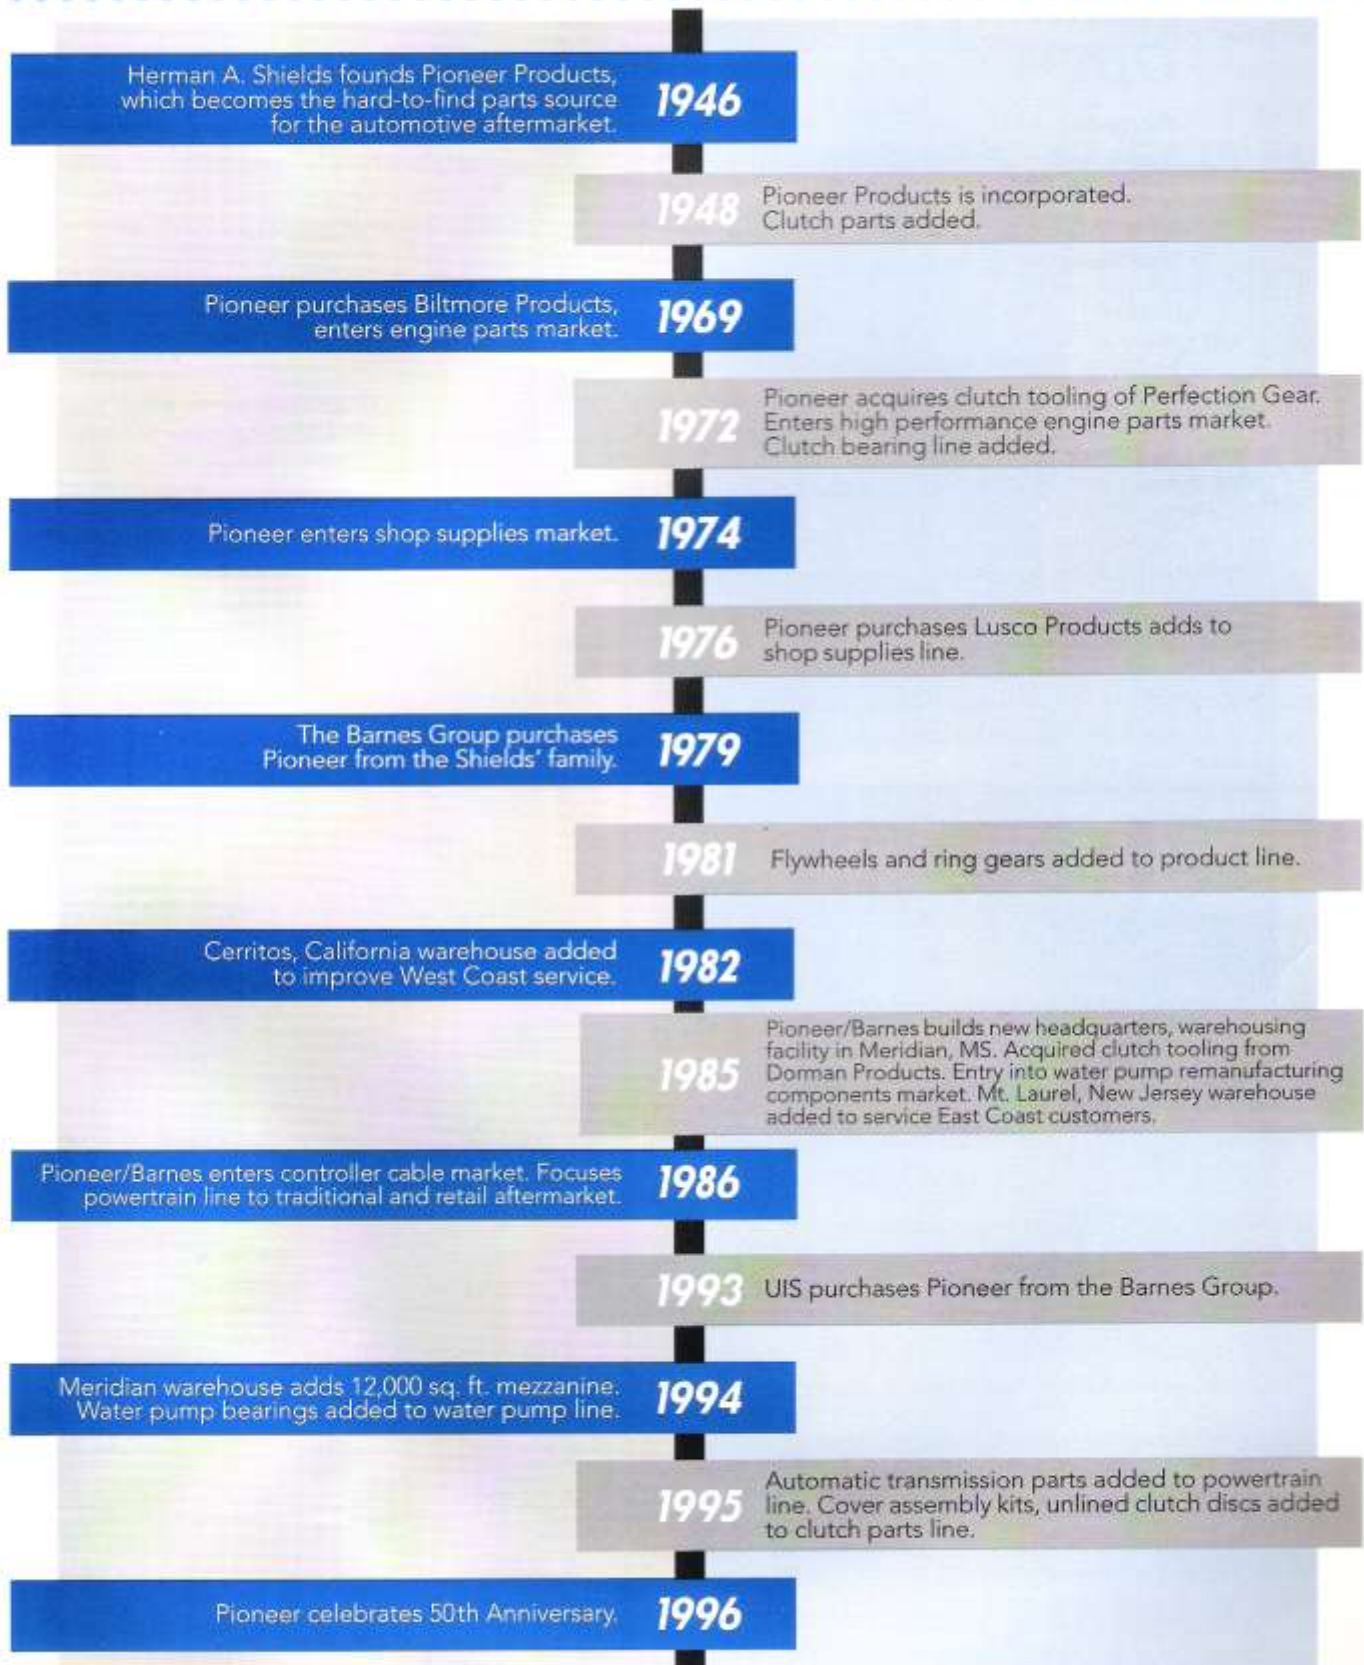 Herman A. Shields founds Pioneer Products,
which becomes the hard-to-find parts source
for the automotive aftermarket.
1946
1948
Pioneer Products is incorporated.
Clutch parts added.
Pioneer purchases Biltmore Products,
enters engine parts market.
1969
1972
Pioneer acquires clutch tooling of Perfection Gear.
Enters high performance engine parts market.
Clutch bearing line added.
Pioneer enters shop supplies market.
1974
1976
Pioneer purchases Lusco Products adds to
shop supplies line.
The Barnes Group purchases
Pioneer from the Shields' family.
1979
1981
Flywheels and ring gears added to product line.
Cerritos, California warehouse added
to improve West Coast service.
1982
1985
Pioneer/Barnes builds new headquarters, warehousing
facility in Meridian, MS. Acquired clutch tooling from
Dorman Products. Entry into water pump remanufacturing
components market. Mt. Laurel, New Jersey warehouse
added to service East Coast customers.
Pioneer/Barnes enters controller cable market. Focuses
powertrain line to traditional and retail aftermarket.
1986
1993
UIS purchases Pioneer from the Barnes Group.
Meridian warehouse adds 12,000 sq. ft. mezzanine.
Water pump bearings added to water pump line.
1994
1995
Automatic transmission parts added to powertrain
line. Cover assembly kits, unlined clutch discs added
to clutch parts line.
Pioneer celebrates 50th Anniversary.
1996